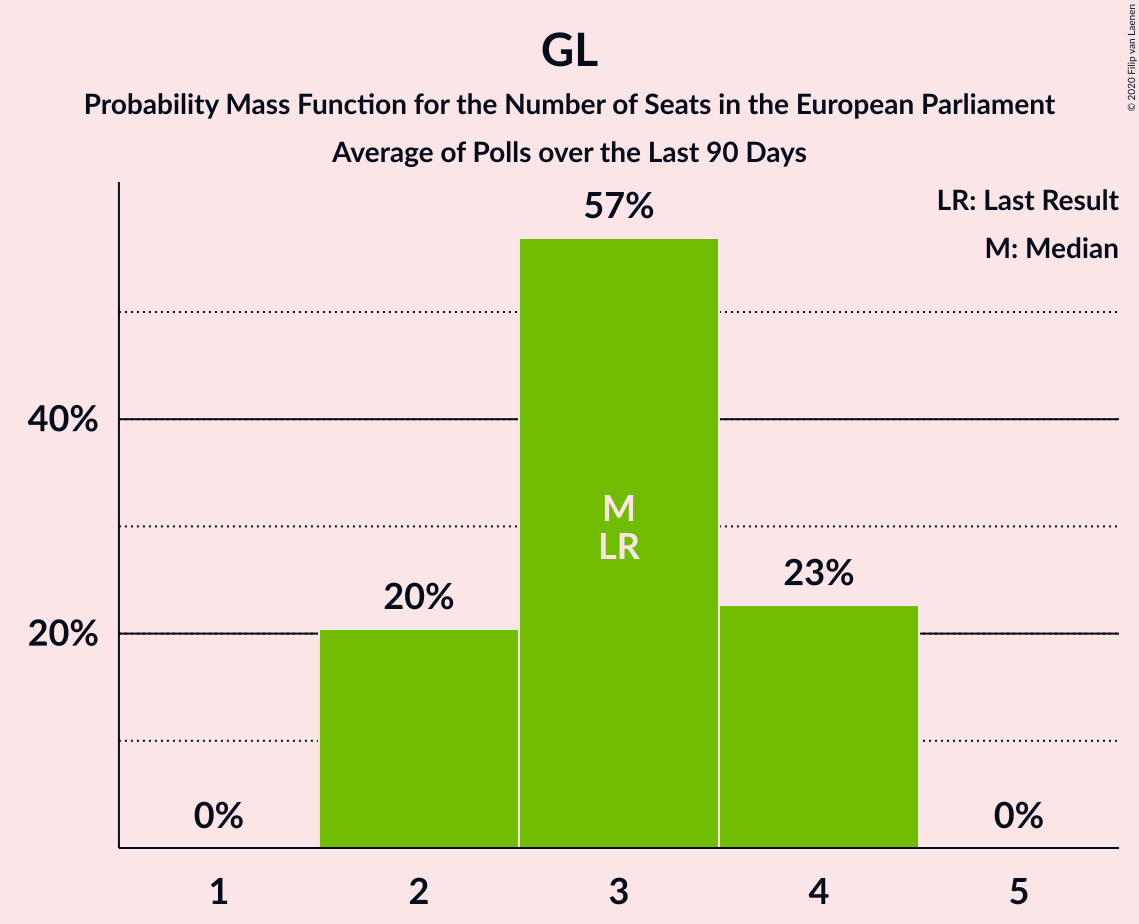 GL
Probability Mass Function for the Number of Seats in the European Parliament
Average of Polls over the Last 90 Days
© 2020 Filip van Laenen
LR: Last Result
M: Median
57%
40%
M
LR
23%
20%
20%
0%
0%
1
2
3
4
5